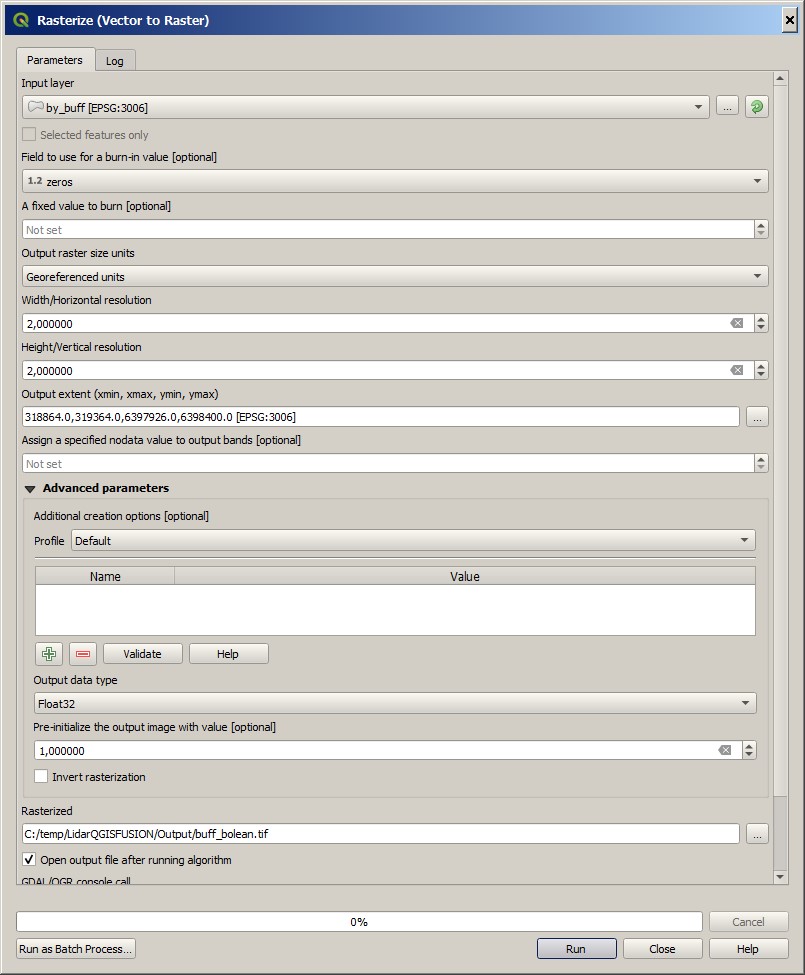 Rasterize (Vector to Raster)
Parameters
Log
Input layer
by_buff [EPSG:3006]
...
Selected features only
Field to use for a burn-in value [optional]
1.2 zeros
A fixed value to burn [optional]
Not set
Output raster size units
Georeferenced units
Width/Horizontal resolution
2,000000
Height/Vertical resolution
2,000000
Output extent (xmin, xmax, ymin, ymax)
318864.0,319364.0,6397926.0,6398400.0 [EPSG:3006]
...
Assign a specified nodata value to output bands [optional]
Not set
Advanced parameters
Additional creation options [optional]
Profile Default
Name Value
Validate Help
Output data type
Float32
Pre-initialize the output image with value [optional]
1,000000
Invert rasterization
Rasterized
C:/temp/LidarQGISFUSION/Output/buff_bolean.tif
...
Open output file after running algorithm
GDAL/OGR console call
0%
Cancel
Run as Batch Process...
Run
Close
Help